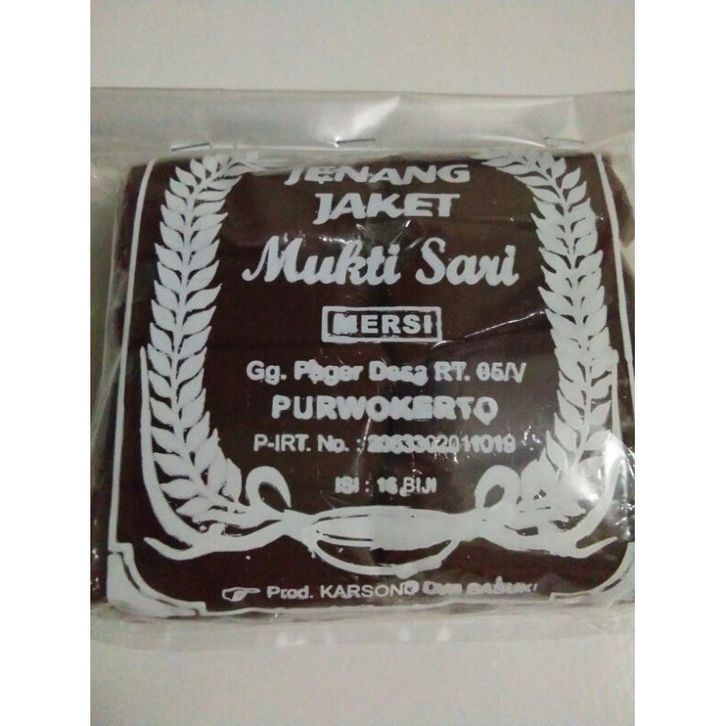 JENANG
JAKET
Mukti Sari
MERSI
Gg. Pager Desa RT. 05/V
PURWOKERTO
P-IRT. No. : 2063302011019
ISI : 16 BIJI
Prod. KARSONO